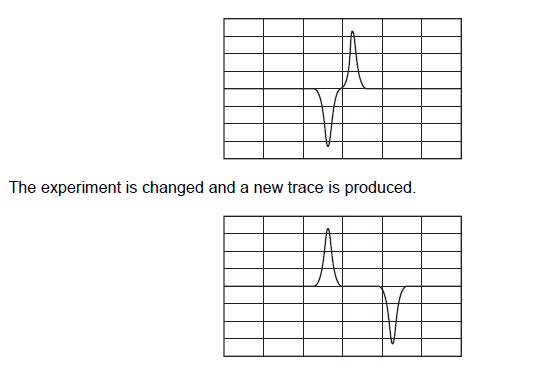 The experiment is changed and a new trace is produced.